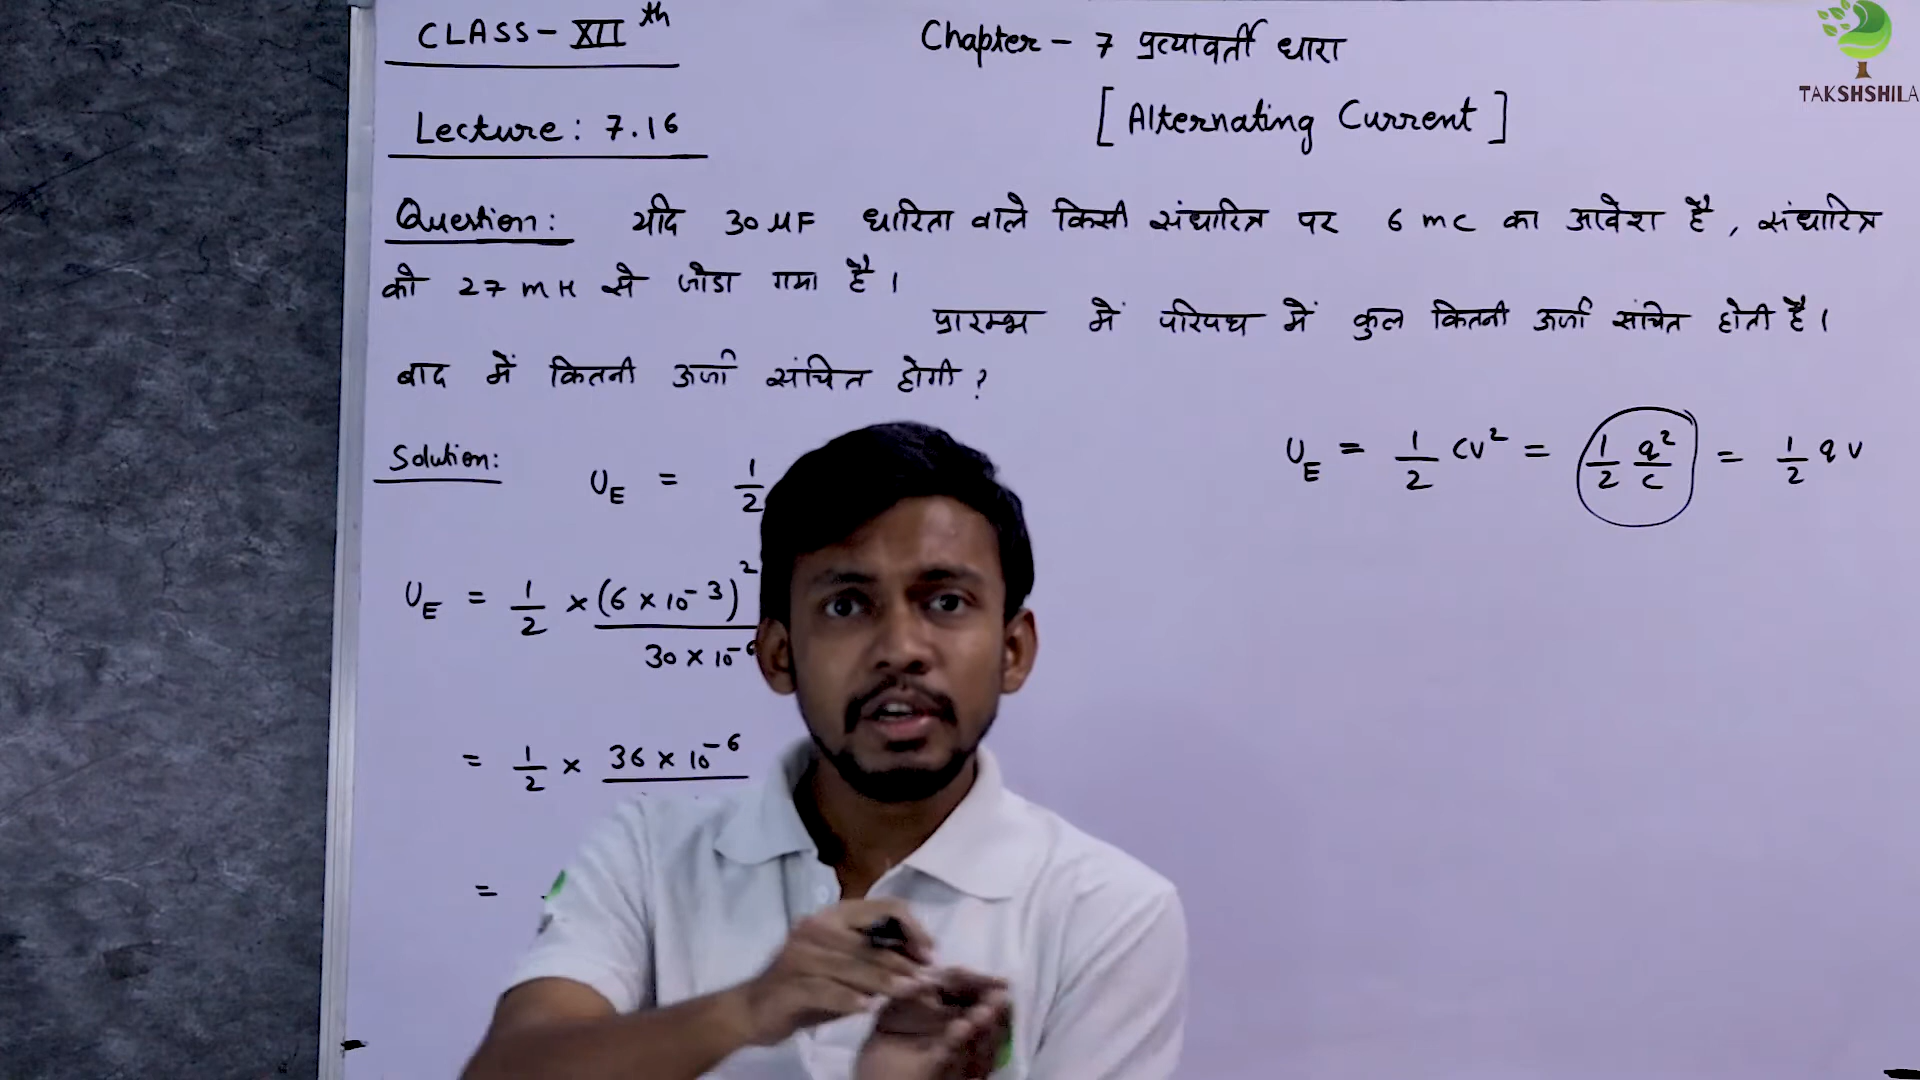 CLASS-XII th
Chapter - 7 प्रत्यावर्ती धारा
[Alternating Current]
TAKSHSHILA
Lecture: 7.16
Question: यदि 30 μF धारिता वाले किसी संधारित्र पर 6 mC का आवेश है, संधारित्र
को 27 mH से जोडा गया है।
प्रारम्भ में परिपथ में कुल कितनी ऊर्जा संचित होती है।
बाद में कितनी ऊर्जा संचित होगी?
U_E = 1/2 CV² = 1/2 q²/C = 1/2 qV
Solution: U_E = 1/2
U_E = 1/2 × (6 × 10⁻³)² / 30 × 10⁻⁶
= 1/2 × 36 × 10⁻⁶
=